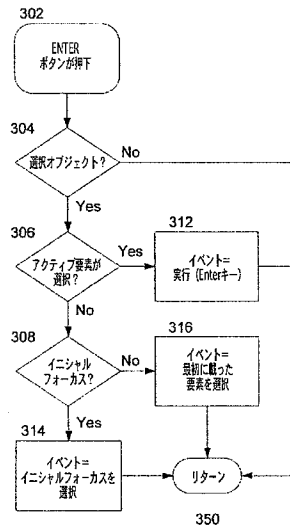 302
ENTER
ボタンが押下
304
選択オブジェクト?
No
Yes
306
アクティブ要素が
選択?
Yes
312
イベント=
実行 (Enterキー)
No
308
イニシャル
フォーカス?
No
316
イベント=
最初に載った
要素を選択
Yes
314
イベント=
イニシャルフォーカスを
選択
リターン
350